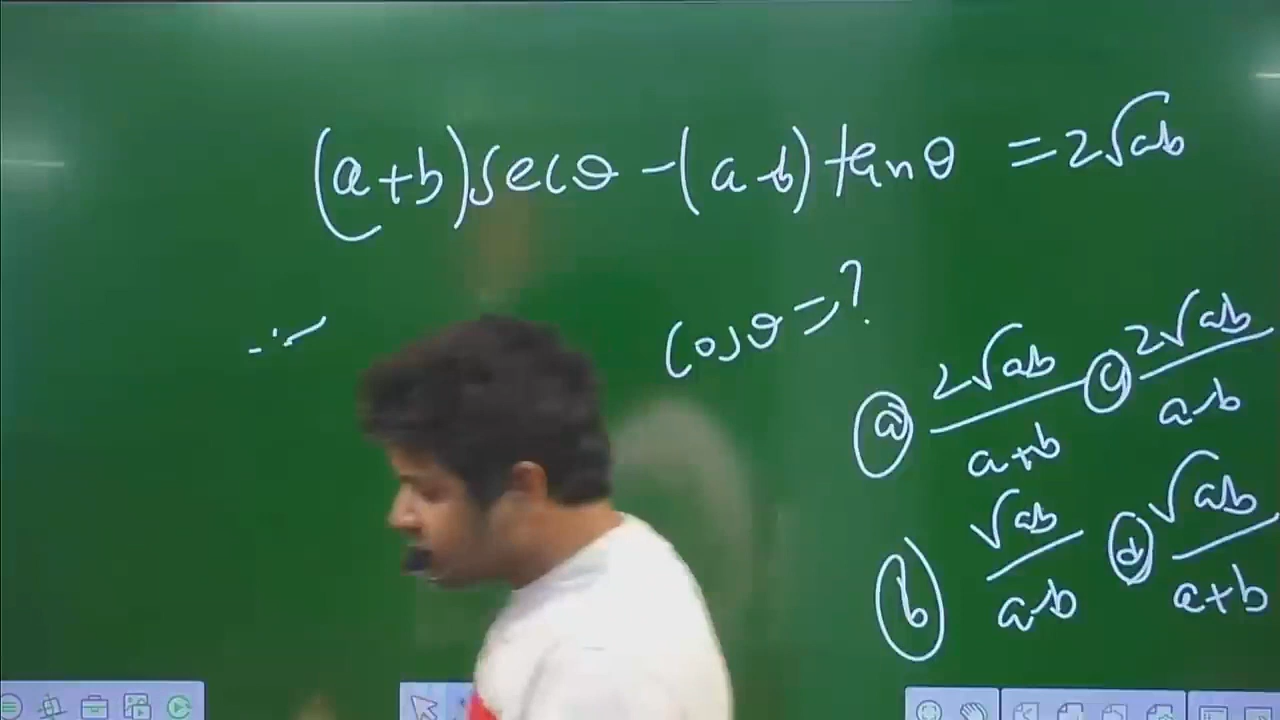 (a+b)secθ -(a-b) tanθ = 2√ab
cosθ = ?
(a) 2√ab / a+b (c) 2√ab / a-b
(b) √ab / a-b (d) √ab / a+b